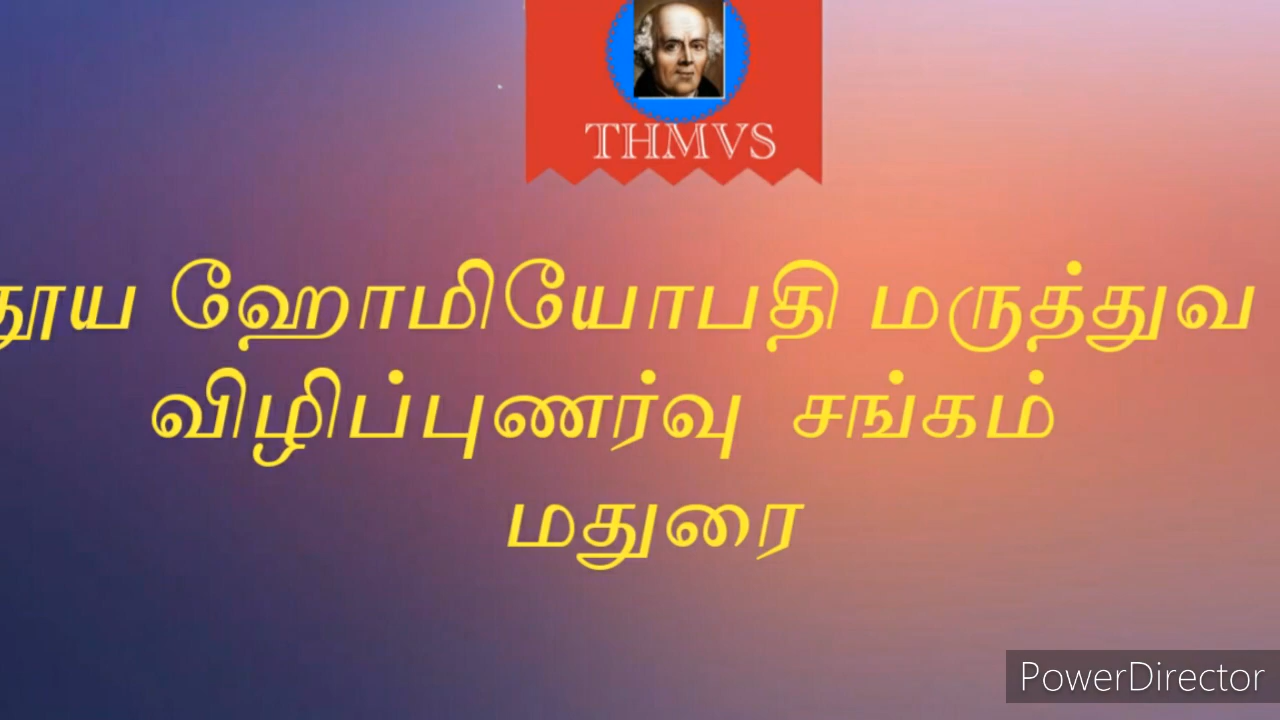 THMVS
தூய ஹோமியோபதி மருத்துவ
விழிப்புணர்வு சங்கம்
மதுரை
PowerDirector